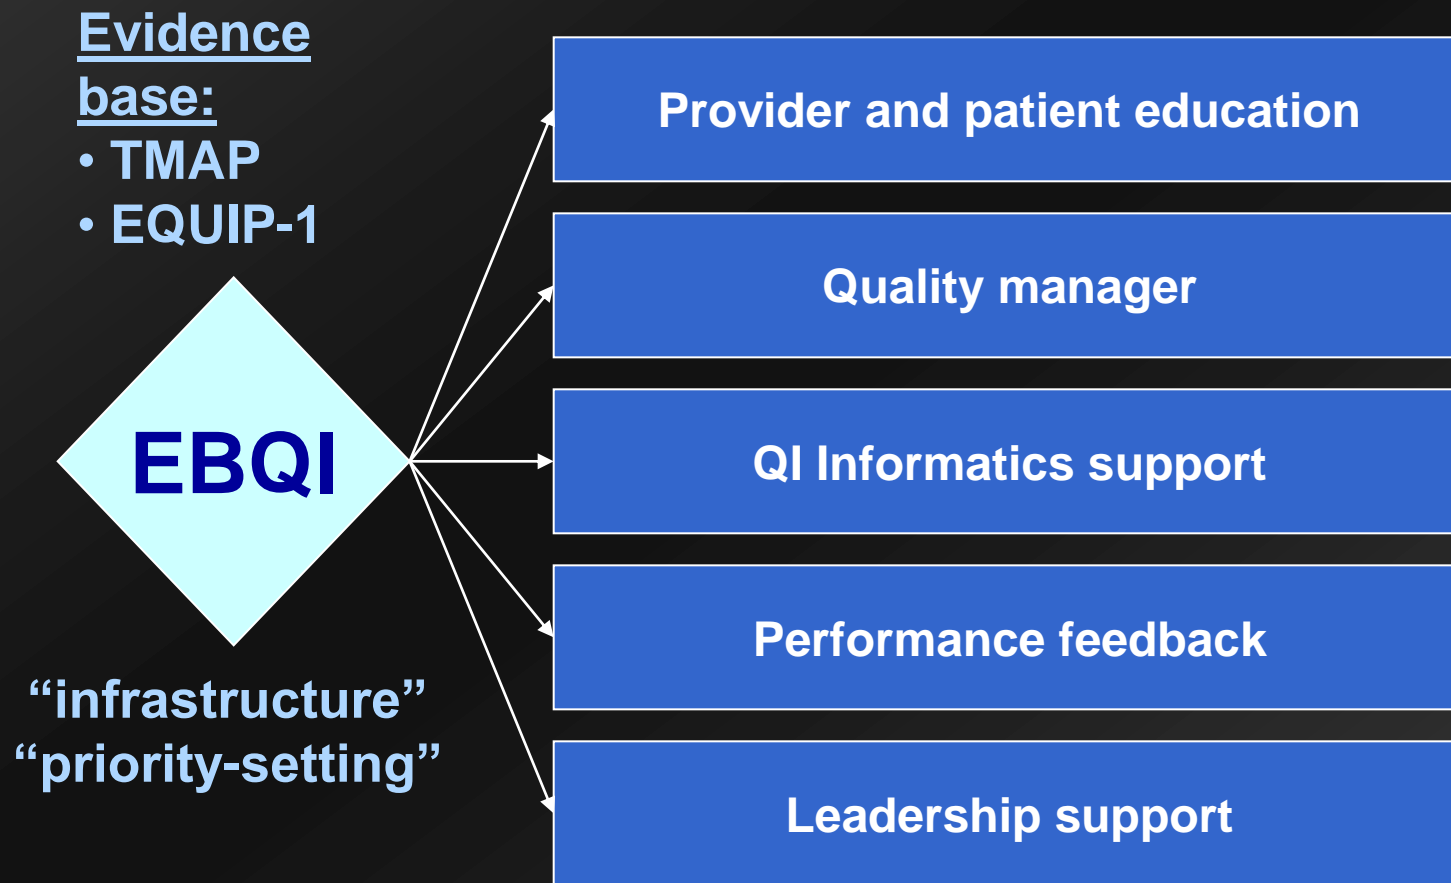 Evidence
base:
• TMAP
• EQUIP-1
EBQI
“infrastructure”
“priority-setting”
Provider and patient education
Quality manager
QI Informatics support
Performance feedback
Leadership support